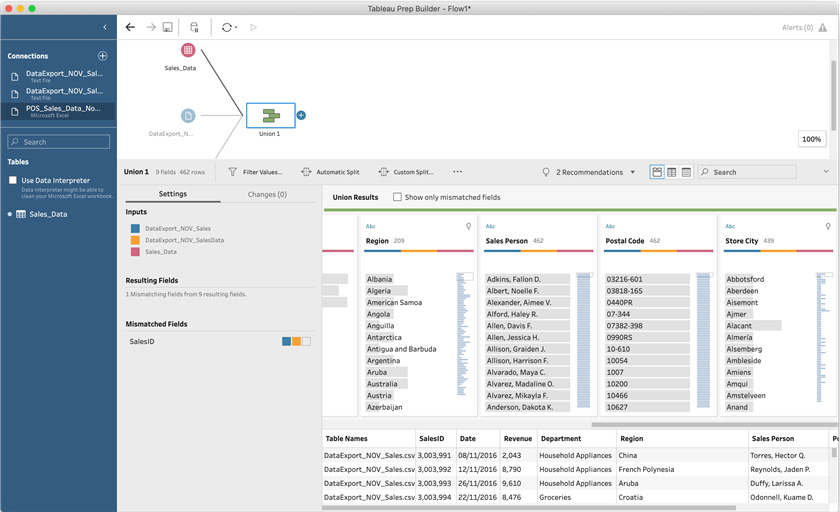 Tableau Prep Builder - Flow1*
Alerts (0)
Connections
DataExport_NOV_Sal...
Text file
DataExport_NOV_Sal...
Text file
POS_Sales_Data_No...
Microsoft Excel
Search
Tables
Use Data Interpreter
Data Interpreter might be able to
clean your Microsoft Excel workbook.
Sales_Data
Sales_Data
DataExport_N...
Union 1
100%
Union 1 9 fields 462 rows Filter Values... Automatic Split Custom Split... ... 2 Recommendations Search
Settings Changes (0)
Inputs
DataExport_NOV_Sales
DataExport_NOV_SalesData
Sales_Data
Resulting Fields
1 Mismatching fields from 9 resulting fields.
Mismatched Fields
SalesID
Union Results Show only mismatched fields
Abc
Region 209
Albania
Algeria
American Samoa
Angola
Anguilla
Antarctica
Antigua and Barbuda
Argentina
Aruba
Australia
Austria
Azerbaijan
Abc
Sales Person 462
Adkins, Fallon D.
Albert, Noelle F.
Alexander, Aimee V.
Alford, Haley R.
Allen, Davis F.
Allen, Jessica H.
Allison, Graiden J.
Allison, Harrison F.
Alvarado, Maya C.
Alvarez, Madaline O.
Alvarez, Mikayla F.
Anderson, Dakota K.
Abc
Postal Code 462
03216-601
03818-165
0440PR
07-344
07382-398
0990RS
10-610
10054
1007
10200
10466
10627
Abc
Store City 439
Abbotsford
Aberdeen
Aisemont
Ajmer
Alacant
Almería
Alsemberg
Ambleside
Amiens
Amqui
Amstelveen
Anand
Table Names SalesID Date Revenue Department Region Sales Person
DataExport_NOV_Sales.csv 3,003,991 08/11/2016 2,043 Household Appliances China Torres, Hector Q.
DataExport_NOV_Sales.csv 3,003,992 12/11/2016 8,790 Household Appliances French Polynesia Reynolds, Jaden P.
DataExport_NOV_Sales.csv 3,003,993 26/11/2016 9,610 Household Appliances Aruba Duffy, Larissa A.
DataExport_NOV_Sales.csv 3,003,994 22/11/2016 8,476 Groceries Croatia Odonnell, Kuame D.